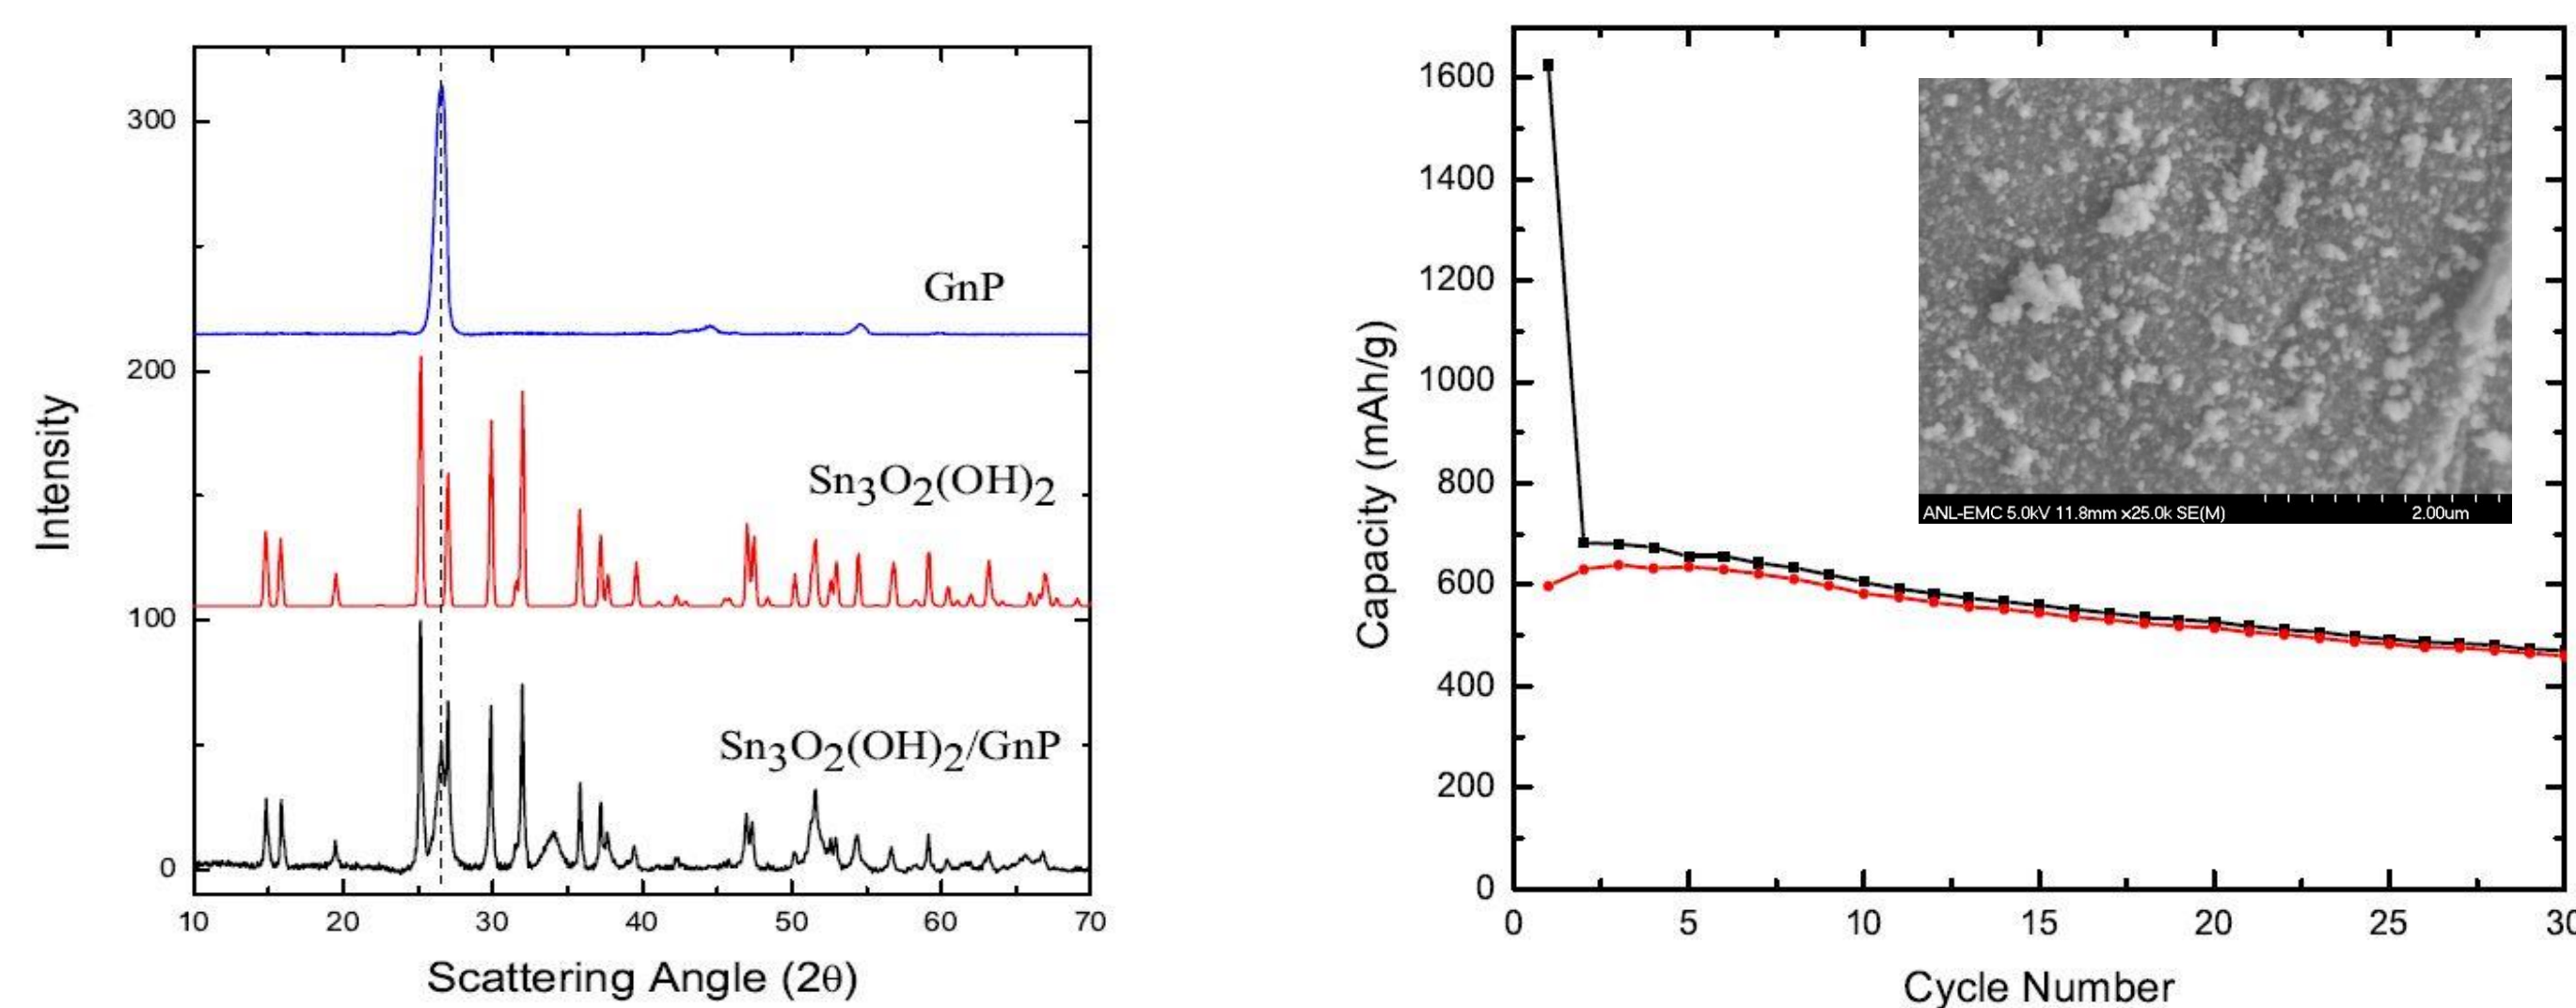 300
200
100
0
Intensity
GnP
Sn3O2(OH)2
Sn3O2(OH)2/GnP
10 20 30 40 50 60 70
Scattering Angle (2θ)
1600
1400
1200
1000
800
600
400
200
0
Capacity (mAh/g)
ANL-EMC 5.0kV 11.8mm x25.0k SE(M) 2.00um
0 5 10 15 20 25 30
Cycle Number